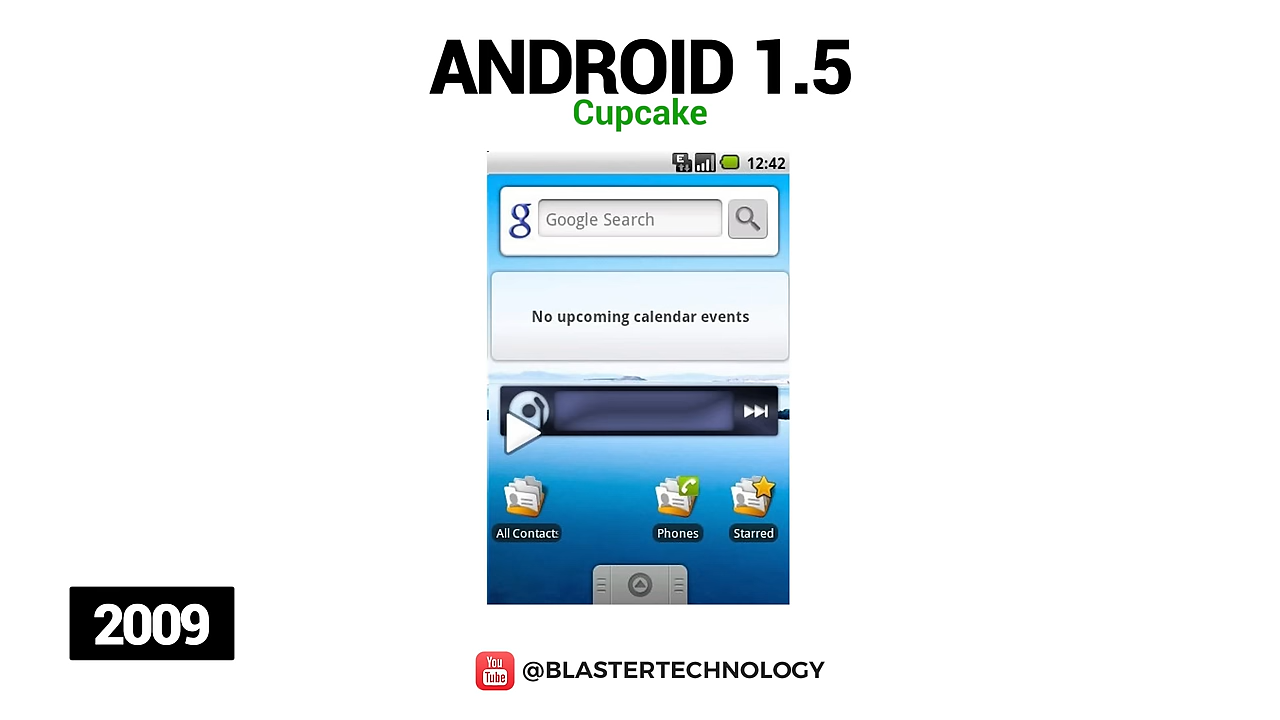 ANDROID 1.5
Cupcake
E 12:42
g Google Search
No upcoming calendar events
All Contacts
Phones
Starred
2009
You Tube @BLASTERTECHNOLOGY